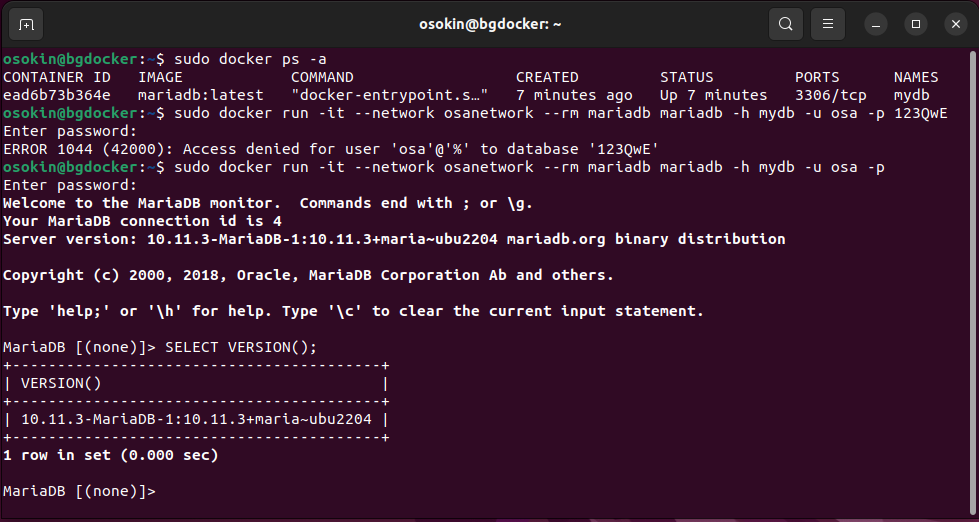 osokin@bgdocker: ~
osokin@bgdocker:~$ sudo docker ps -a
CONTAINER ID   IMAGE            COMMAND                  CREATED         STATUS         PORTS      NAMES
ead6b73b364e   mariadb:latest   "docker-entrypoint.s…"   7 minutes ago   Up 7 minutes   3306/tcp   mydb
osokin@bgdocker:~$ sudo docker run -it --network osanetwork --rm mariadb mariadb -h mydb -u osa -p 123QwE
Enter password:
ERROR 1044 (42000): Access denied for user 'osa'@'%' to database '123QwE'
osokin@bgdocker:~$ sudo docker run -it --network osanetwork --rm mariadb mariadb -h mydb -u osa -p
Enter password:
Welcome to the MariaDB monitor.  Commands end with ; or \g.
Your MariaDB connection id is 4
Server version: 10.11.3-MariaDB-1:10.11.3+maria~ubu2204 mariadb.org binary distribution
Copyright (c) 2000, 2018, Oracle, MariaDB Corporation Ab and others.
Type 'help;' or '\h' for help. Type '\c' to clear the current input statement.
MariaDB [(none)]> SELECT VERSION();
+-----------------------------------------+
| VERSION()                               |
+-----------------------------------------+
| 10.11.3-MariaDB-1:10.11.3+maria~ubu2204 |
+-----------------------------------------+
1 row in set (0.000 sec)
MariaDB [(none)]>